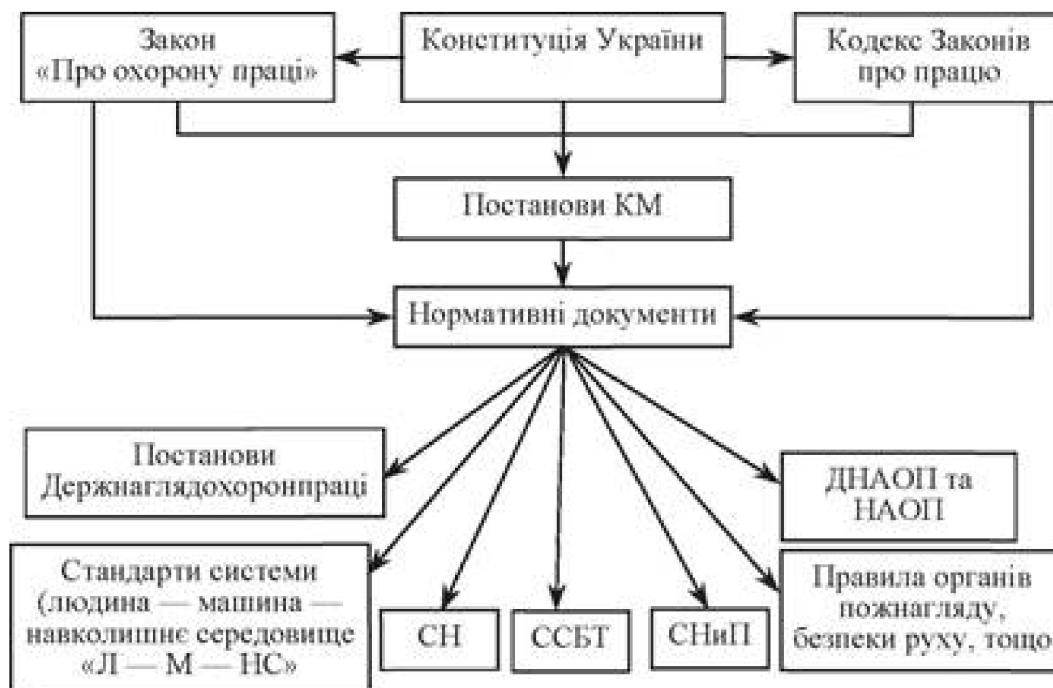 Закон
«Про охорону праці»
Конституція України
Кодекс Законів
про працю
Постанови КМ
Нормативні документи
Постанови
Держнаглядохоронпраці
ДНАОП та
НАОП
Стандарти системи
(людина — машина —
навколишнє середовище
«Л — М — НС»
СН
ССБТ
СНиП
Правила органів
пожнагляду,
безпеки руху, тощо